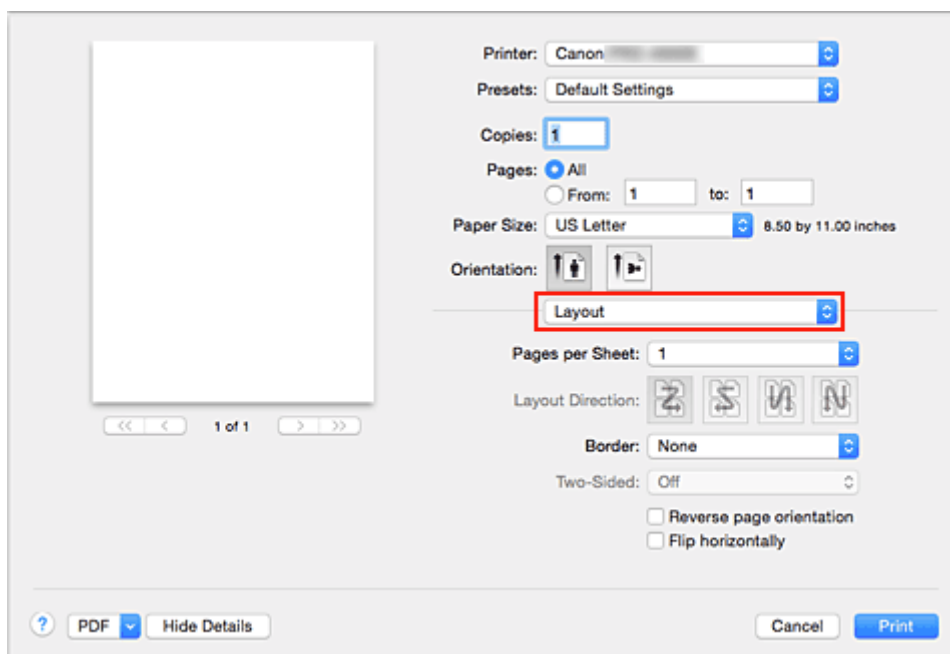 Printer: Canon
Presets: Default Settings
Copies: 1
Pages: All
From: 1 to: 1
Paper Size: US Letter 8.50 by 11.00 inches
Orientation:
Layout
Pages per Sheet: 1
Layout Direction:
Border: None
Two-Sided: Off
Reverse page orientation
Flip horizontally
<< < 1 of 1 > >>
? PDF Hide Details Cancel Print